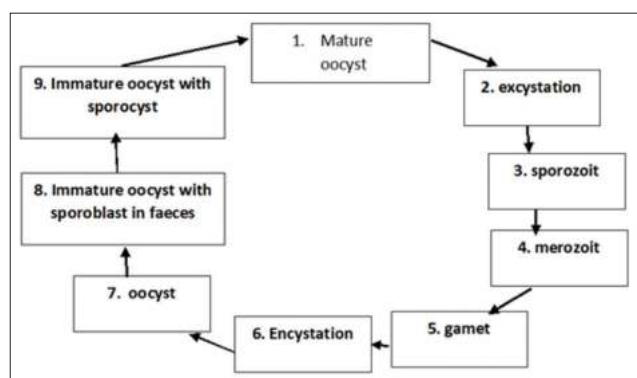 1. Mature
oocyst
2. excystation
3. sporozoit
4. merozoit
5. gamet
6. Encystation
7. oocyst
8. Immature oocyst with
sporoblast in faeces
9. Immature oocyst with
sporocyst